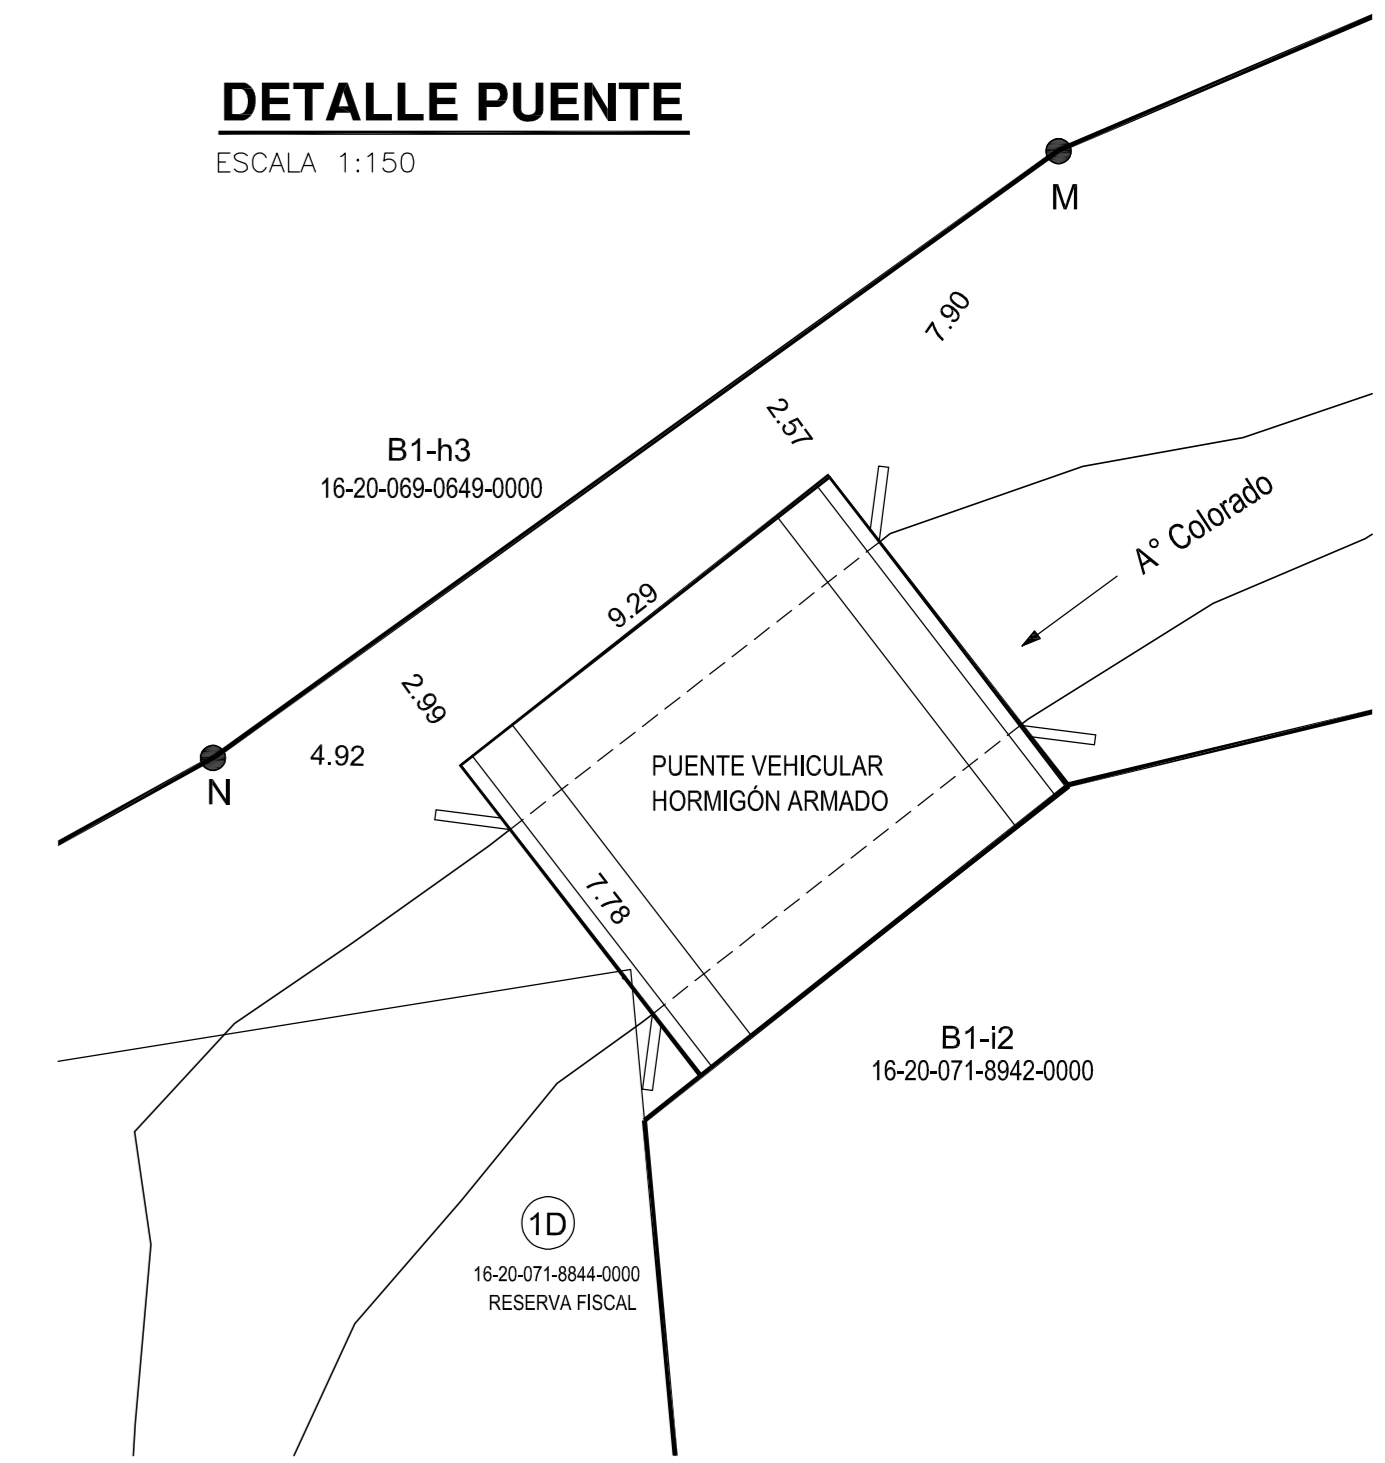 DETALLE PUENTE
ESCALA 1:150
M
7.90
2.57
B1-h3
16-20-069-0649-0000
A° Colorado
9.29
2.99
4.92
N
PUENTE VEHICULAR
HORMIGÓN ARMADO
7.78
B1-i2
16-20-071-8942-0000
1D
16-20-071-8844-0000
RESERVA FISCAL